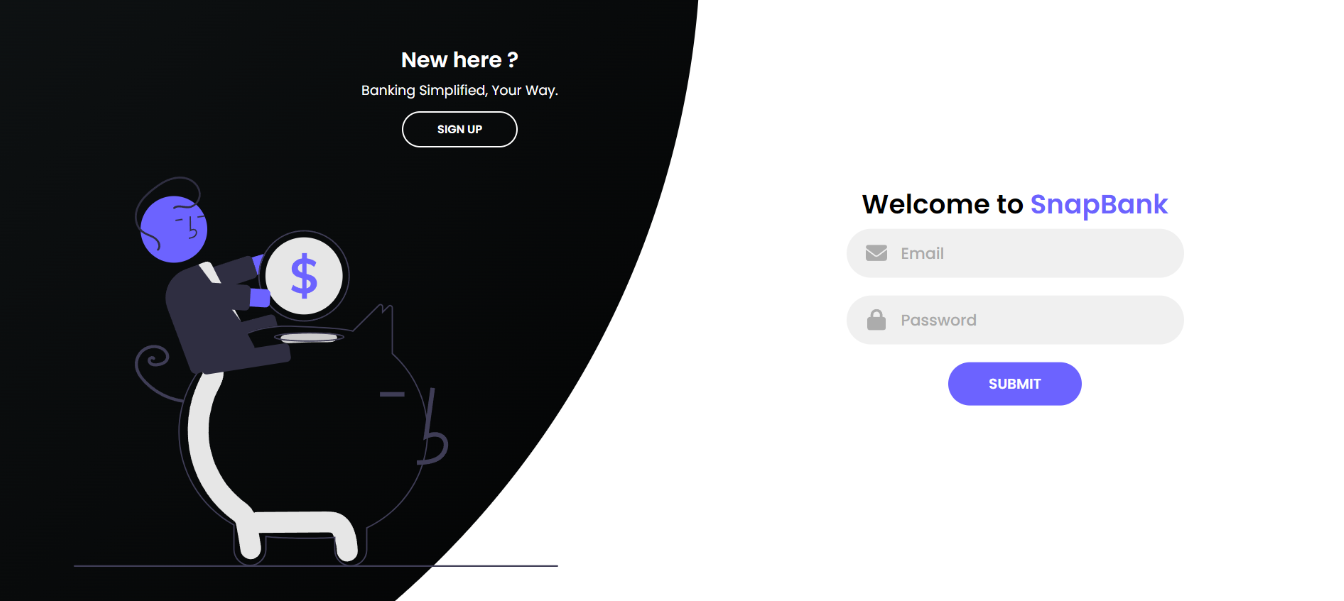 New here ?
Banking Simplified, Your Way.
SIGN UP
$
Welcome to SnapBank
Email
Password
SUBMIT